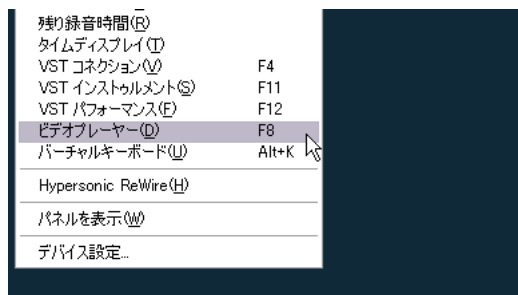 残り録音時間(R)
タイムディスプレイ(T)
VST コネクション(V) F4
VST インストゥルメント(S) F11
VST パフォーマンス(F) F12
ビデオプレーヤー(D) F8
バーチャルキーボード(U) Alt+K
Hypersonic ReWire(H)
パネルを表示(W)
デバイス設定...